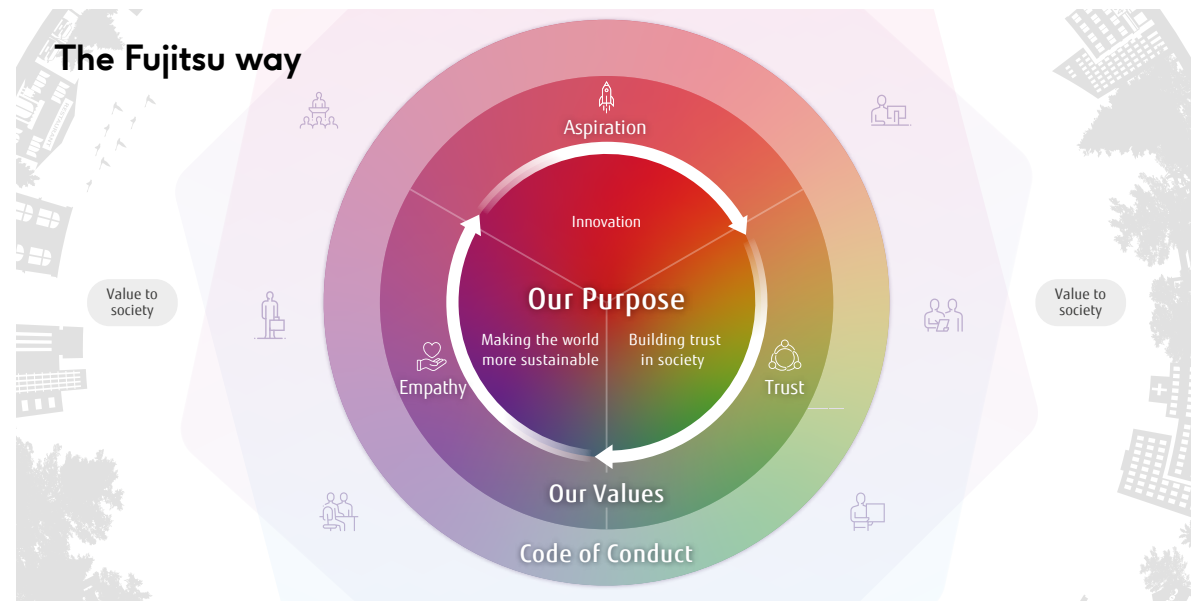 The Fujitsu way
Aspiration
Innovation
Our Purpose
Making the world
more sustainable
Building trust
in society
Empathy
Trust
Our Values
Code of Conduct
Value to
society
Value to
society